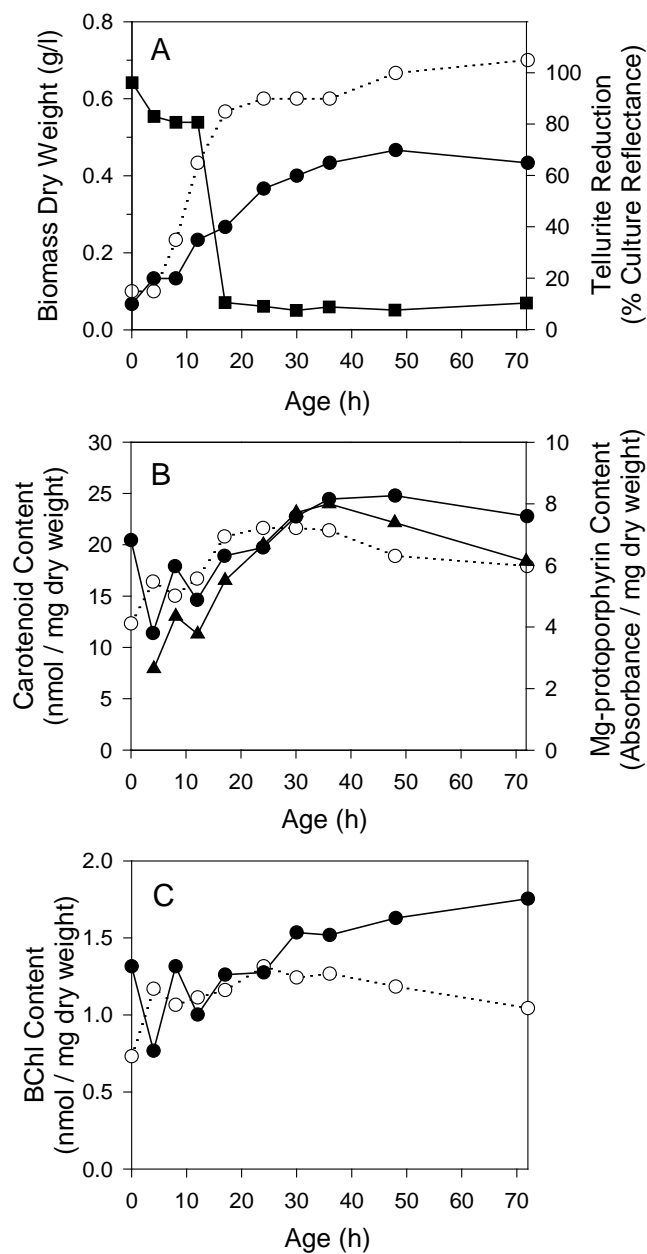 A
Biomass Dry Weight (g/l)
0.8
0.6
0.4
0.2
0.0
100
80
60
40
20
0
Tellurite Reduction
(% Culture Reflectance)
0 10 20 30 40 50 60 70
Age (h)
B
Carotenoid Content
(nmol / mg dry weight)
30
25
20
15
10
5
0
10
8
6
4
2
0
Mg-protoporphyrin Content
(Absorbance / mg dry weight)
0 10 20 30 40 50 60 70
Age (h)
C
BChl Content
(nmol / mg dry weight)
2.0
1.5
1.0
0.5
0.0
0 10 20 30 40 50 60 70
Age (h)